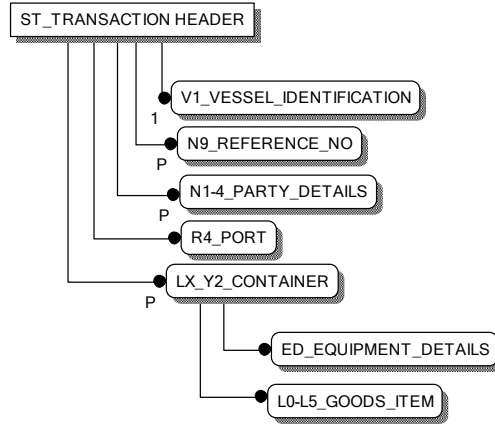 ST_TRANSACTION HEADER
V1_VESSEL_IDENTIFICATION
1
N9_REFERENCE_NO
P
N1-4_PARTY_DETAILS
P
R4_PORT
LX_Y2_CONTAINER
P
ED_EQUIPMENT_DETAILS
L0-L5_GOODS_ITEM